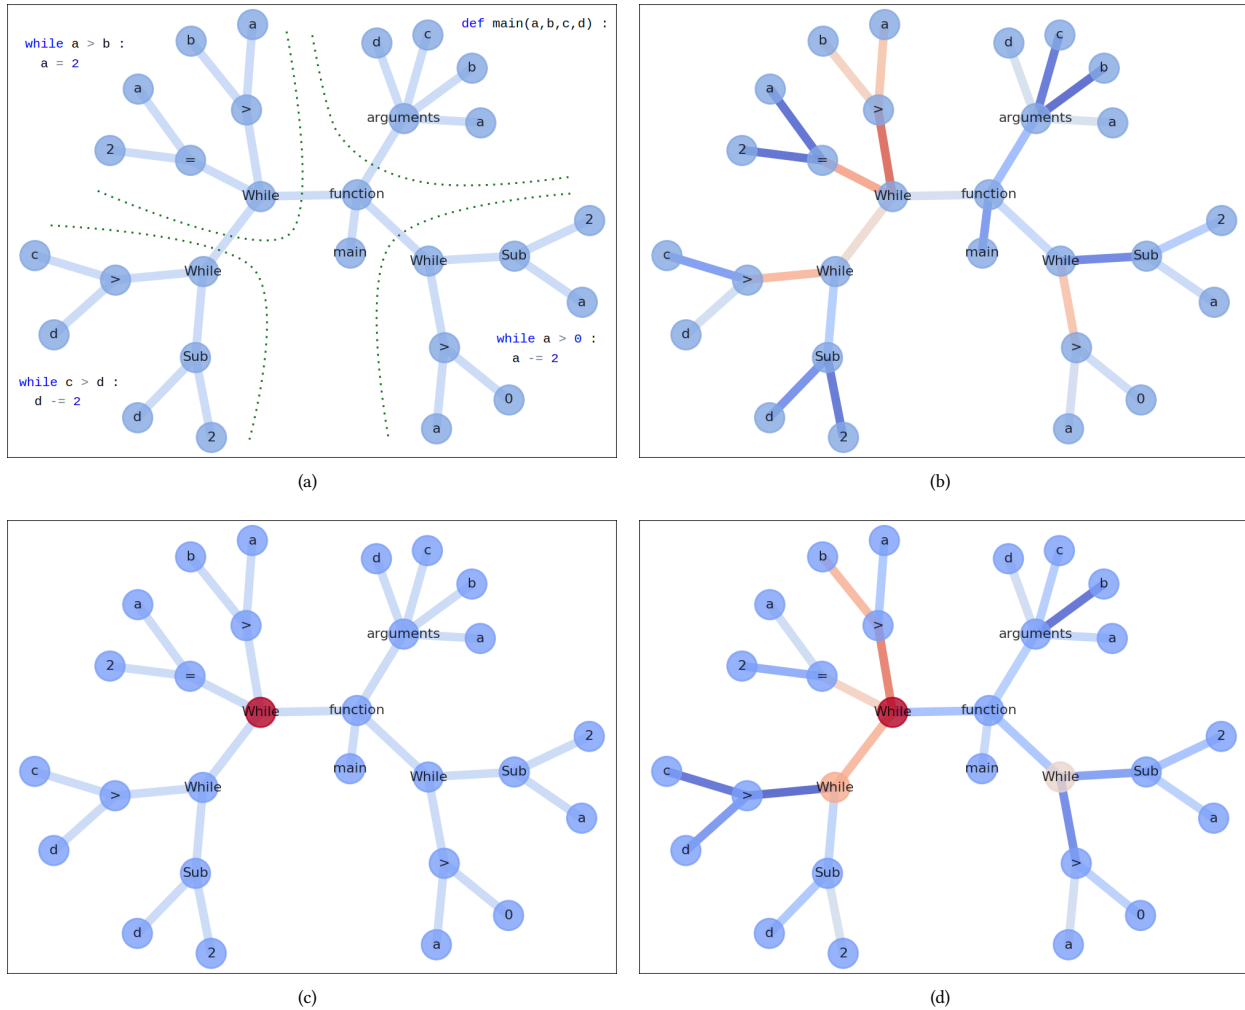 def main(a,b,c,d) :
while a > b :
a = 2
while a > 0 :
a -= 2
while c > d :
d -= 2
a
b
d
c
b
a
a
>
arguments
2
=
While
function
main
While
Sub
2
a
c
>
While
d
Sub
d
2
>
0
a
(a)
a
b
d
c
b
a
a
>
arguments
2
=
While
function
main
While
Sub
2
a
c
>
While
d
Sub
d
2
>
0
a
(b)
a
b
d
c
b
a
a
>
arguments
2
=
While
function
main
While
Sub
2
a
c
>
While
d
Sub
d
2
>
0
a
(c)
a
b
d
c
b
a
a
>
arguments
2
=
While
function
main
While
Sub
2
a
c
>
While
d
Sub
d
2
>
0
a
(d)